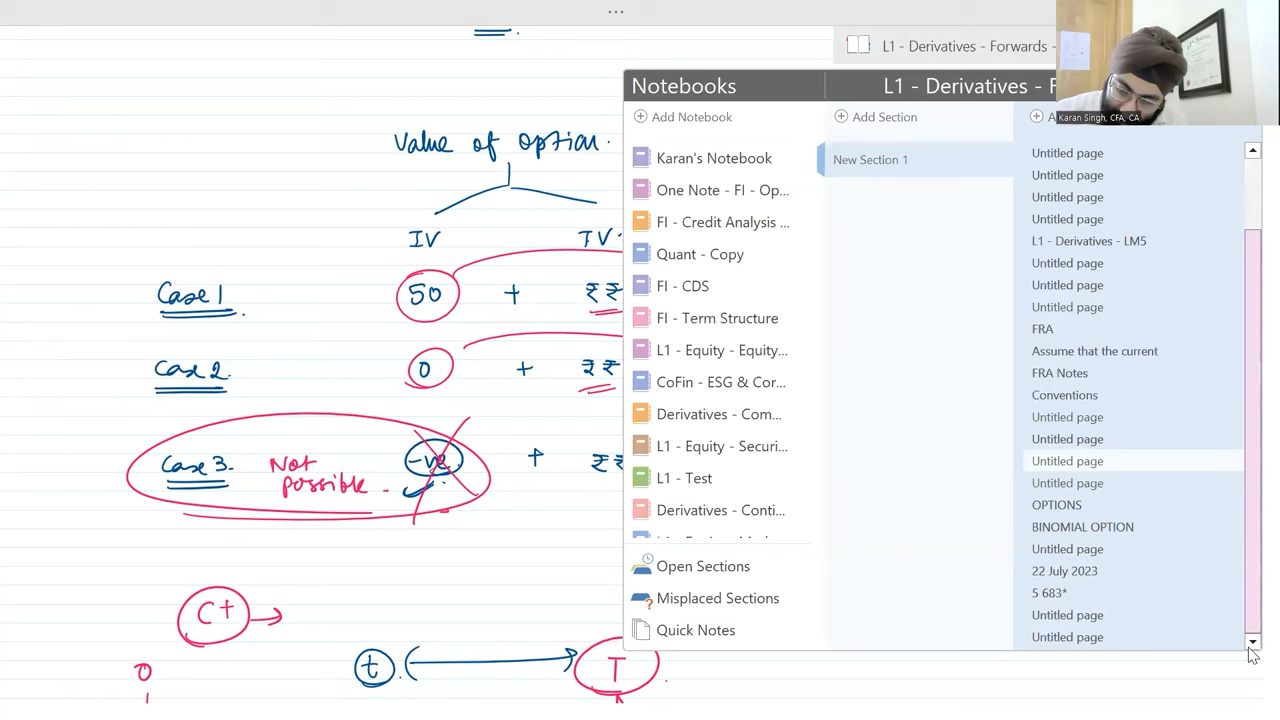 L1 - Derivatives - Forwards -
Notebooks
L1 - Derivatives - F
Karan Singh, CFA, CA
Add Notebook
Add Section
A
Karan's Notebook
One Note - FI - Op...
FI - Credit Analysis ...
Quant - Copy
FI - CDS
FI - Term Structure
L1 - Equity - Equity...
CoFin - ESG & Cor...
Derivatives - Com...
L1 - Equity - Securi...
L1 - Test
Derivatives - Conti...
Open Sections
Misplaced Sections
Quick Notes
New Section 1
Untitled page
Untitled page
Untitled page
Untitled page
L1 - Derivatives - LM5
Untitled page
Untitled page
Untitled page
FRA
Assume that the current
FRA Notes
Conventions
Untitled page
Untitled page
Untitled page
Untitled page
OPTIONS
BINOMIAL OPTION
Untitled page
22 July 2023
5 683*
Untitled page
Untitled page
Value of option.
IV TV.
Case 1 50 + ₹₹
Case 2. 0 + ₹₹
Case 3. Not possible. -ve + ₹₹
C+ →
0 t T